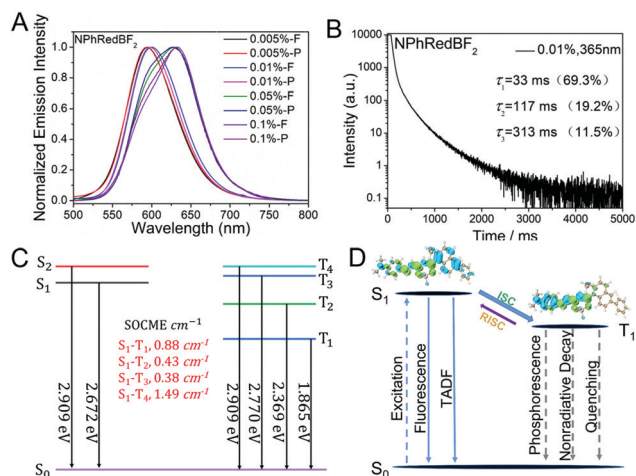 A
NPhRedBF₂
0.005%-F
0.005%-P
0.01%-F
0.01%-P
0.05%-F
0.05%-P
0.1%-F
0.1%-P
Normalized Emission Intensity
1.0
0.8
0.6
0.4
0.2
0.0
500 550 600 650 700 750
Wavelength (nm)
B
NPhRedBF₂
0.01%,365nm
τ₁=33 ms (69.3%)
τ₂=117 ms (19.2%)
τ₃=313 ms (11.5%)
Intensity (a.u.)
10000
1000
100
10
1
0.1
0 1000 2000 3000 4000 5000
Time / ms
C
S₂
S₁
T₄
T₃
T₂
T₁
SOCME cm⁻¹
S₁-T₁, 0.88 cm⁻¹
S₁-T₂, 0.43 cm⁻¹
S₁-T₃, 0.38 cm⁻¹
S₁-T₄, 1.49 cm⁻¹
2.909 eV
2.672 eV
2.909 eV
2.770 eV
2.369 eV
1.865 eV
S₀
D
S₁
ISC
RISC
T₁
Excitation
Fluorescence
TADF
Phosphorescence
Nonradiative Decay
Quenching
S₀